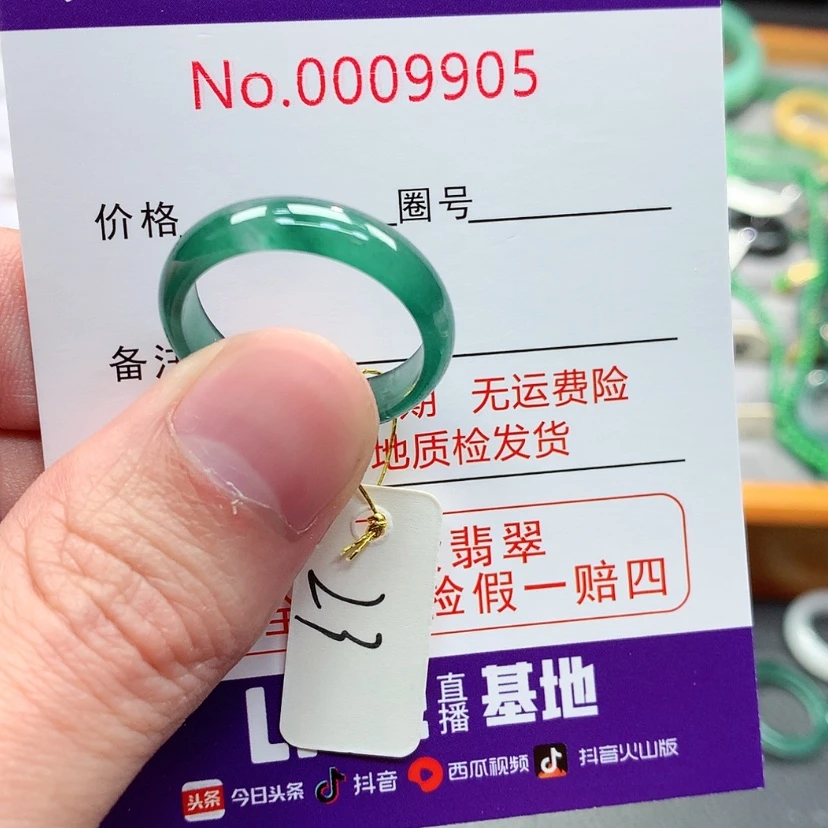 No.0009905
价格 圈号
备注
期 无运费险
地质检发货
翡翠
验假一赔四
23
直播 基地
头条 今日头条 抖音 西瓜视频 抖音火山版